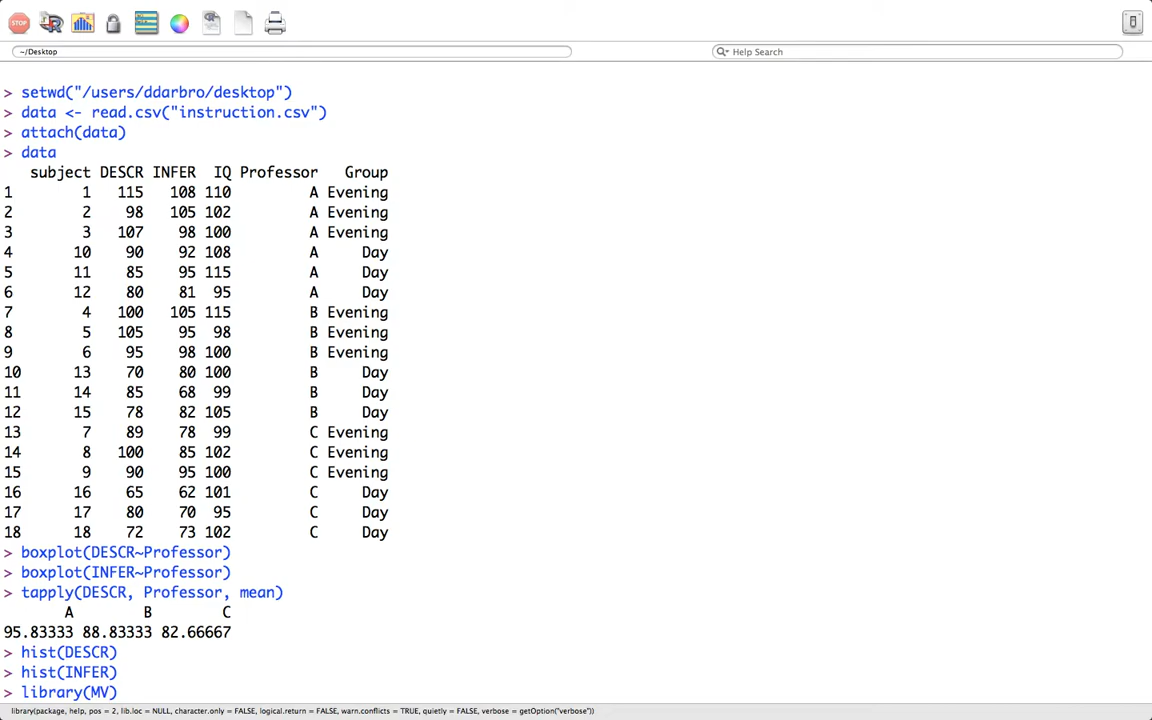 STOP
~/Desktop
Help Search
> setwd("/users/ddarbro/desktop")
> data <- read.csv("instruction.csv")
> attach(data)
> data
subject DESCR INFER IQ Professor Group
1 1 115 108 110 A Evening
2 2 98 105 102 A Evening
3 3 107 98 100 A Evening
4 10 90 92 108 A Day
5 11 85 95 115 A Day
6 12 80 81 95 A Day
7 4 100 105 115 B Evening
8 5 105 95 98 B Evening
9 6 95 98 100 B Evening
10 13 70 80 100 B Day
11 14 85 68 99 B Day
12 15 78 82 105 B Day
13 7 89 78 99 C Evening
14 8 100 85 102 C Evening
15 9 90 95 100 C Evening
16 16 65 62 101 C Day
17 17 80 70 95 C Day
18 18 72 73 102 C Day
> boxplot(DESCR~Professor)
> boxplot(INFER~Professor)
> tapply(DESCR, Professor, mean)
A B C
95.83333 88.83333 82.66667
> hist(DESCR)
> hist(INFER)
> library(MV)
library(package, help, pos = 2, lib.loc = NULL, character.only = FALSE, logical.return = FALSE, warn.conflicts = TRUE, quietly = FALSE, verbose = getOption("verbose"))